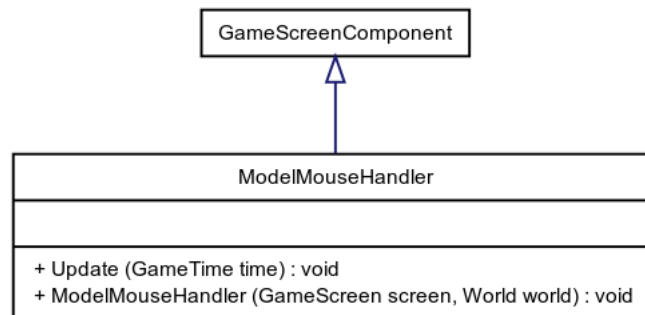 GameScreenComponent
ModelMouseHandler
+ Update (GameTime time) : void
+ ModelMouseHandler (GameScreen screen, World world) : void